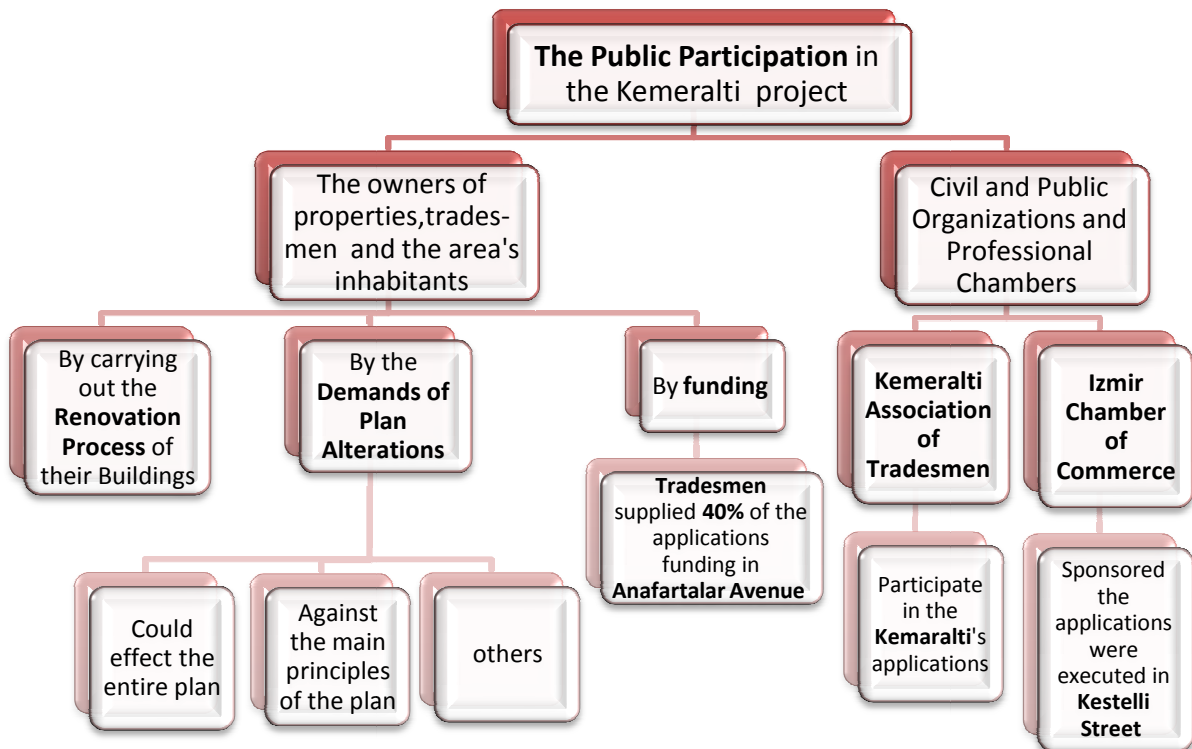 The Public Participation in
the Kemeralti project
The owners of
properties,trades-
men and the area's
inhabitants
Civil and Public
Organizations and
Professional
Chambers
By carrying
out the
Renovation
Process of
their Buildings
By the
Demands of
Plan
Alterations
By funding
Kemeralti
Association
of
Tradesmen
Izmir
Chamber
of
Commerce
Could
effect the
entire plan
Against
the main
principles
of the plan
others
Tradesmen
supplied 40% of the
applications
funding in
Anafartalar Avenue
Participate
in the
Kemaralti's
applications
Sponsored
the
applications
were
executed in
Kestelli
Street